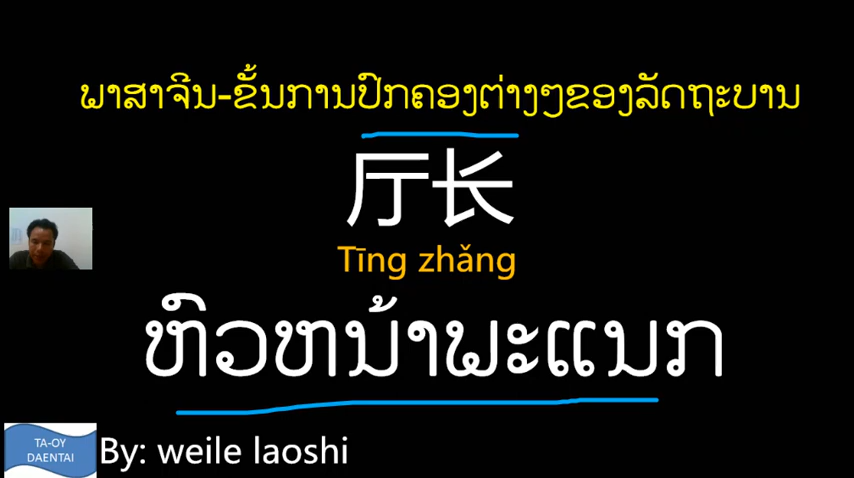 ພາສາຈີນ-ຂັ້ນການປົກຄອງຕ່າງໆຂອງລັດຖະບານ
厅长
Tīng zhǎng
ຫົວຫນ້າພະແນກ
TA-OY
DAENTAI
By: weile laoshi